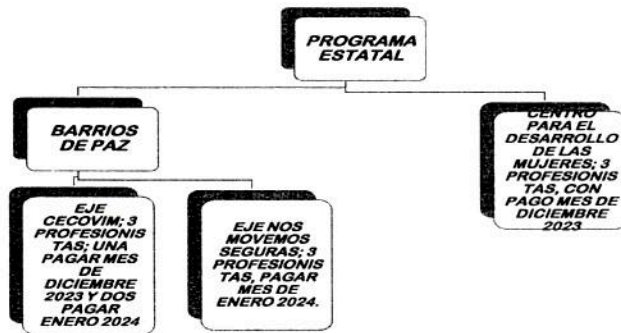 PROGRAMA
ESTATAL
BARRIOS
DE PAZ
CENTRO
PARA EL
DESARROLLO
DE LAS
MUJERES; 3
PROFESIONIS
TAS, CON
PAGO MES DE
DICIEMBRE
2023
EJE
CECOVIM; 3
PROFESIONIS
TAS; UNA
PAGAR MES
DE
DICIEMBRE
2023 Y DOS
PAGAR
ENERO 2024
EJE NOS
MOVEMOS
SEGURAS; 3
PROFESIONIS
TAS, PAGAR
MES DE
ENERO 2024.